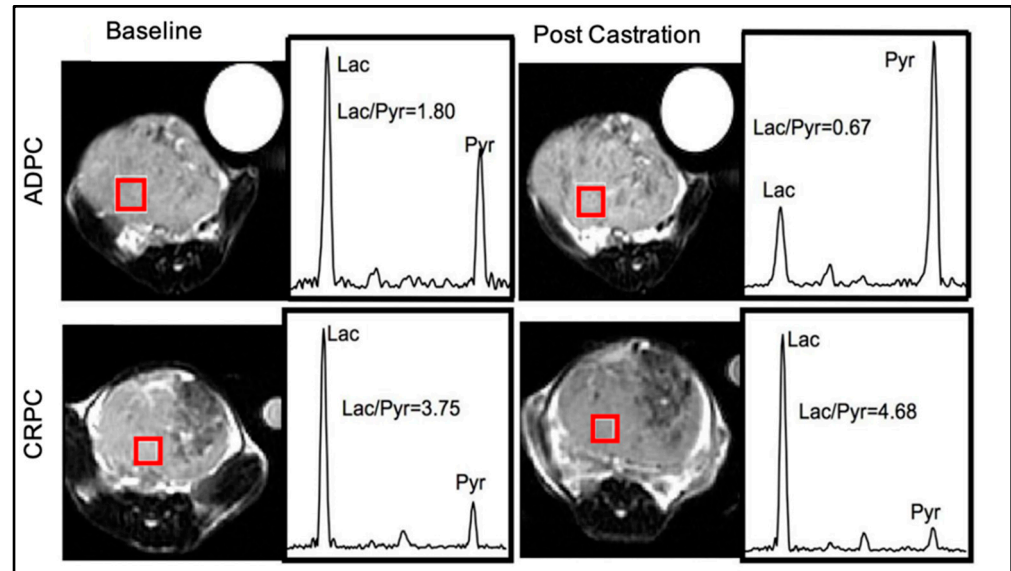 Baseline
Post Castration
ADPC
Lac
Lac/Pyr=1.80
Pyr
Pyr
Lac/Pyr=0.67
Lac
CRPC
Lac
Lac/Pyr=3.75
Pyr
Lac
Lac/Pyr=4.68
Pyr